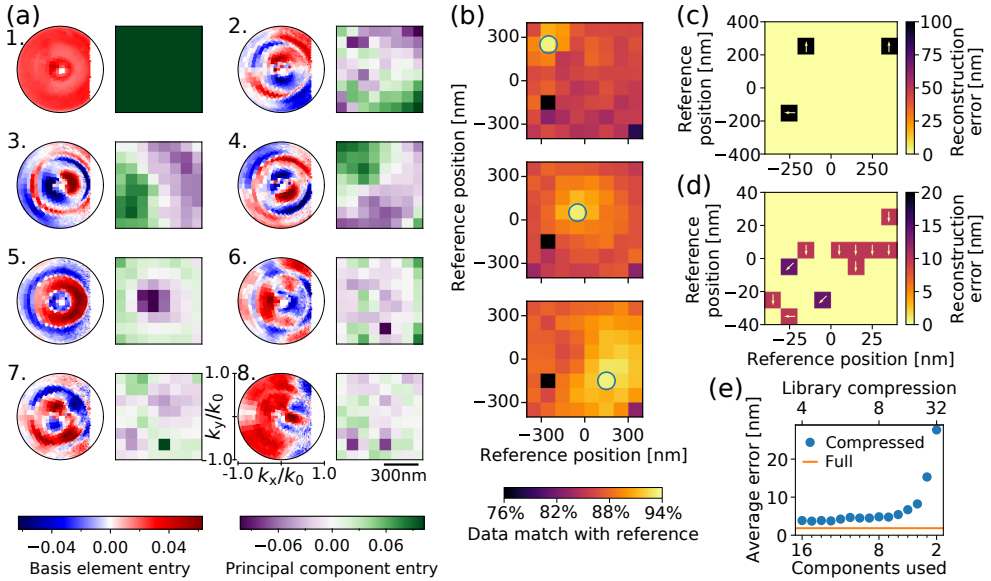 (a)
1.
2.
3.
4.
5.
6.
7.
8.
1.0
k_y/k_0
-1.0
-1.0 k_x/k_0 1.0
300nm
−0.04 0.00 0.04
Basis element entry
−0.06 0.00 0.06
Principal component entry
(b)
Reference position [nm]
300
0
−300
300
0
−300
300
0
−300
−300 0 300
Reference position [nm]
76% 82% 88% 94%
Data match with reference
(c)
Reference
position [nm]
400
200
0
−200
−400
−250 0 250
100
75
50
25
0
Reconstruction
error [nm]
(d)
Reference
position [nm]
40
20
0
−20
−40
−25 0 25
Reference position [nm]
20
15
10
5
0
Reconstruction
error [nm]
(e)
Library compression
4 8 32
Average error [nm]
20
10
0
Compressed
Full
16 8 2
Components used